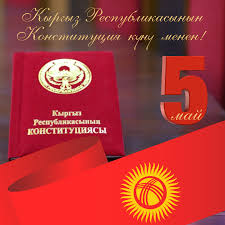 Кыргыз Республикасынын
Конституция күнү менен!
Кыргыз
Республикасынын
КОНСТИТУЦИЯСЫ
5
май